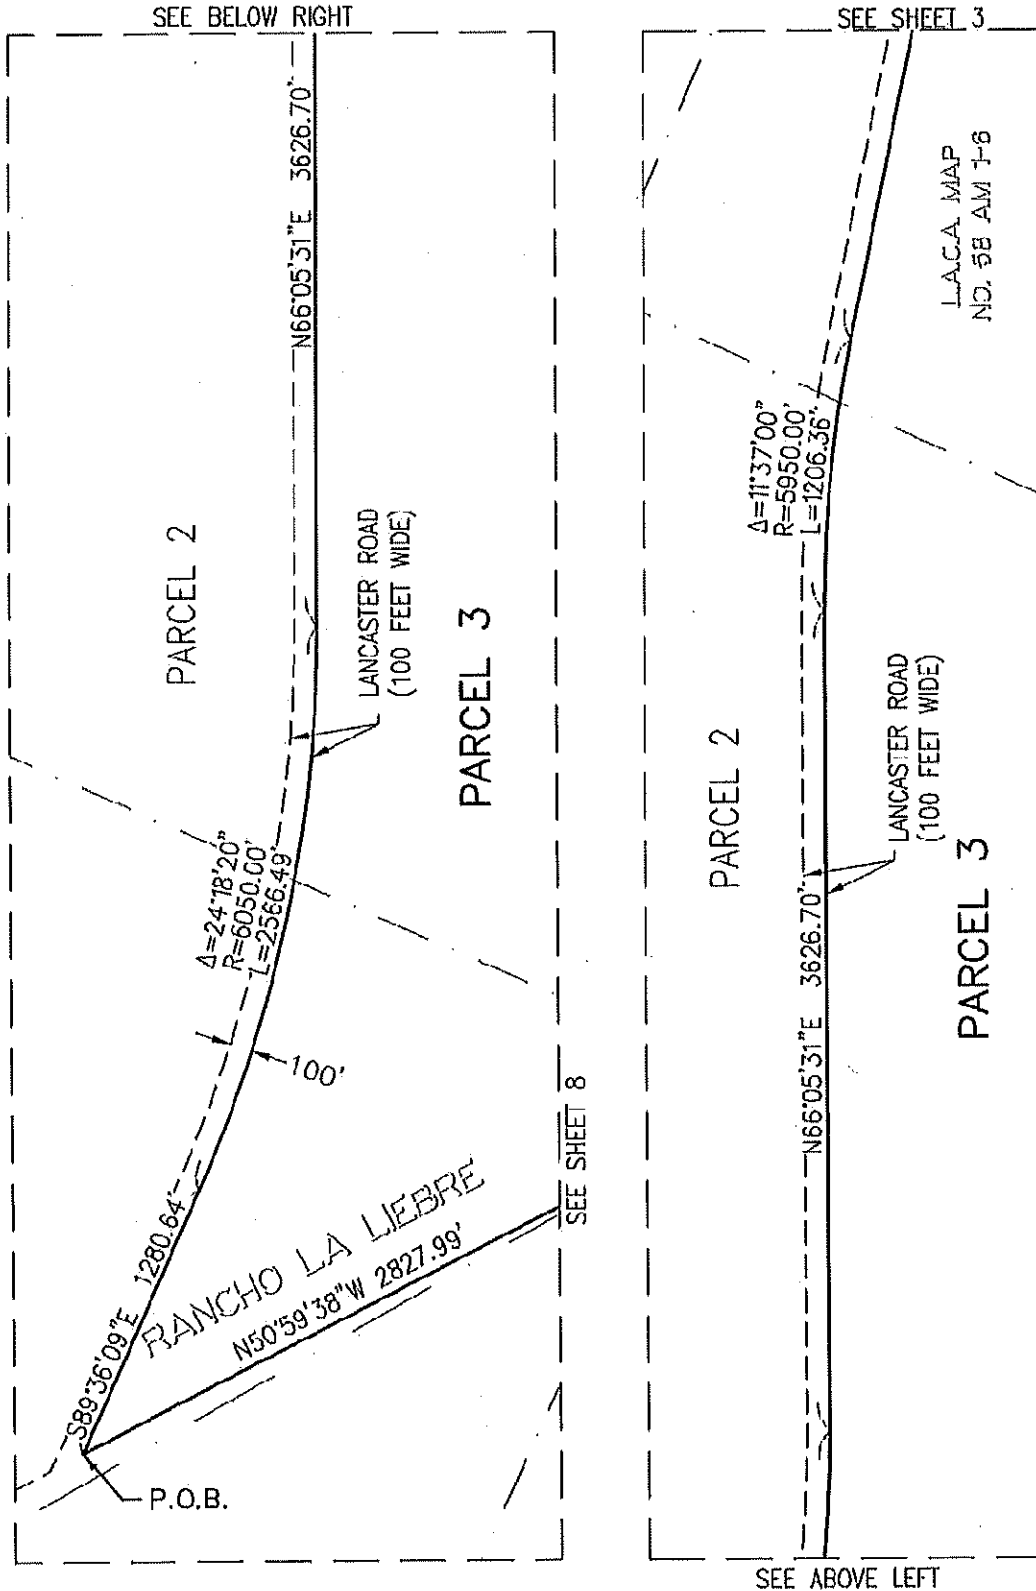 SEE BELOW RIGHT
N66°05'31"E 3626.70'
PARCEL 2
LANCASTER ROAD
(100 FEET WIDE)
PARCEL 3
Δ=24°18'20"
R=6050.00'
L=2566.49'
100'
SEE SHEET 8
S89°36'09"E 1280.64'
RANCHO LA LIEBRE
N50°59'38"W 2827.99'
P.O.B.
SEE SHEET 3
L.A.C.A. MAP
NO. 58 AM 1-6
Δ=11°37'00"
R=5950.00'
L=1206.36'
PARCEL 2
LANCASTER ROAD
(100 FEET WIDE)
N66°05'31"E 3626.70'
PARCEL 3
SEE ABOVE LEFT